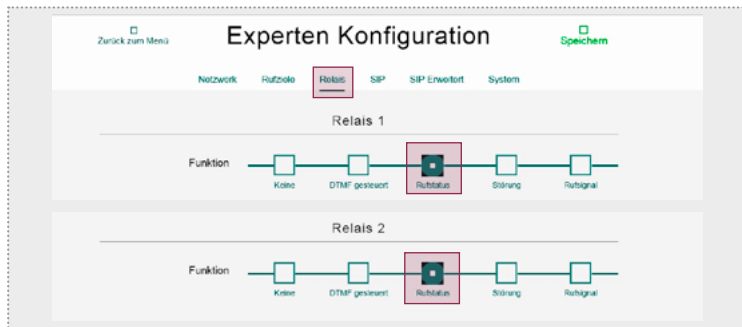 Experten Konfiguration
Zurück zum Menü
Speichern
Netzwerk Rufziele Relais SIP SIP Erweitert System
Relais 1
Funktion
Keine DTMF gesteuert Rufstatus Störung Rufsignal
Relais 2
Funktion
Keine DTMF gesteuert Rufstatus Störung Rufsignal